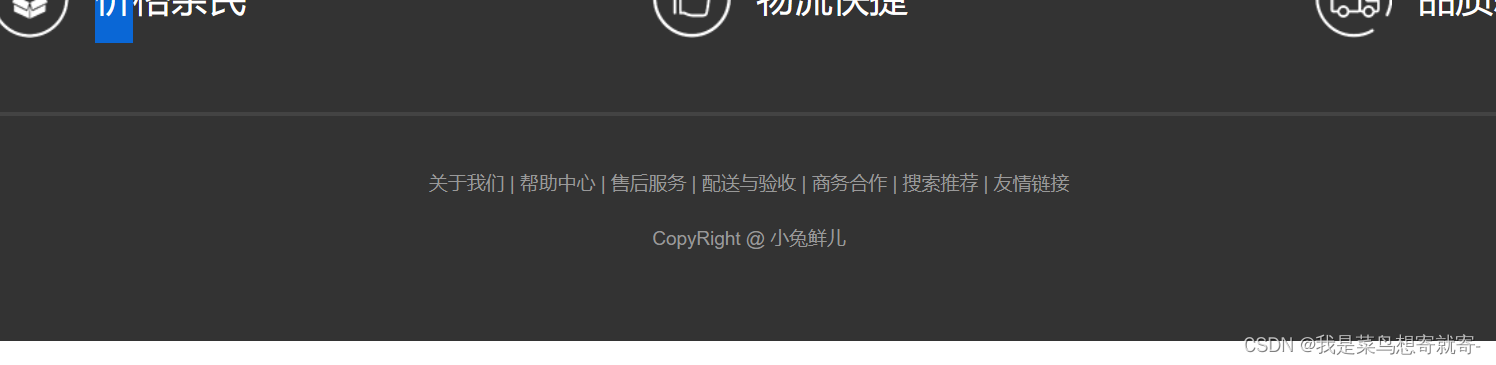 价格亲民 物流快捷 品质
关于我们 | 帮助中心 | 售后服务 | 配送与验收 | 商务合作 | 搜索推荐 | 友情链接
CopyRight @ 小兔鲜儿
CSDN @我是菜鸟想寄就寄-